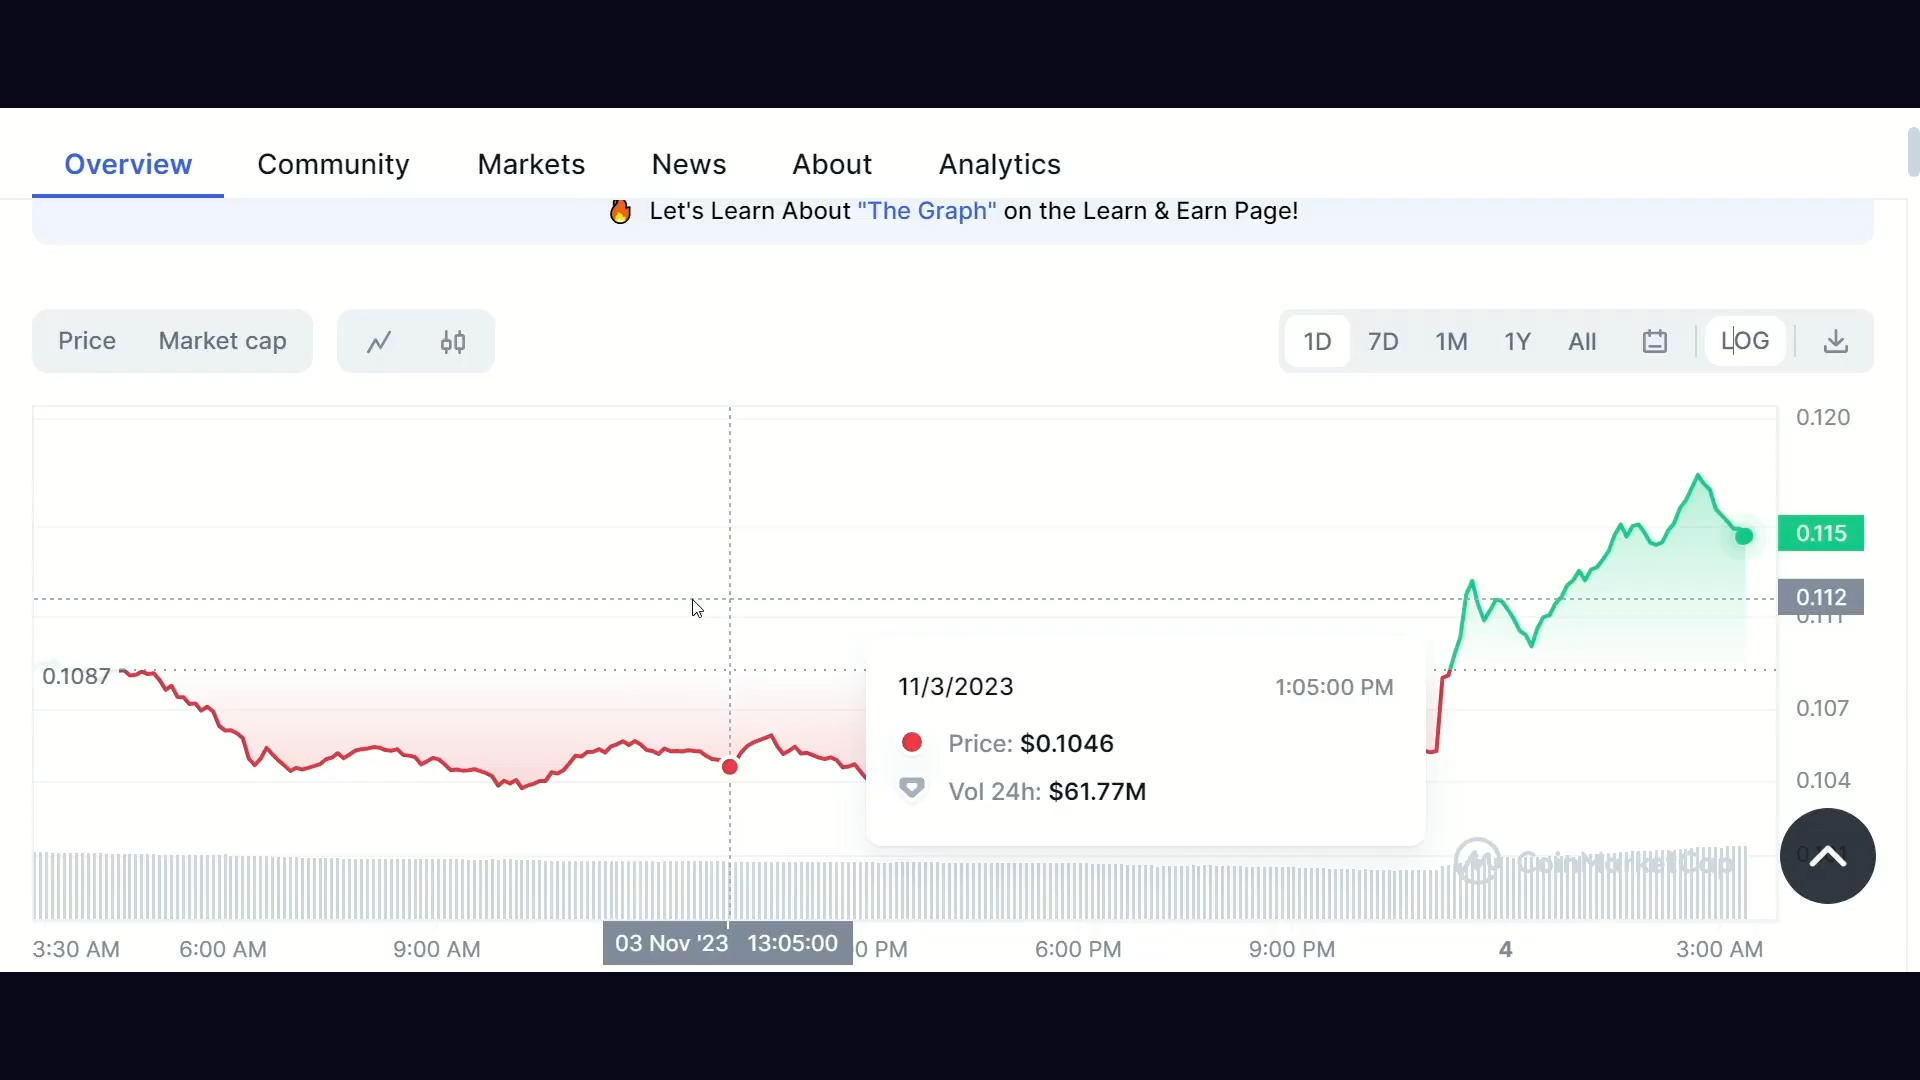 Overview Community Markets News About Analytics
Let's Learn About "The Graph" on the Learn & Earn Page!
Price Market cap
1D 7D 1M 1Y All LOG
0.120
0.115
0.112
0.111
0.1087
11/3/2023 1:05:00 PM
Price: $0.1046
Vol 24h: $61.77M
0.107
0.104
CoinMarketCap
03 Nov '23 13:05:00
3:30 AM 6:00 AM 9:00 AM 0 PM 6:00 PM 9:00 PM 4 3:00 AM